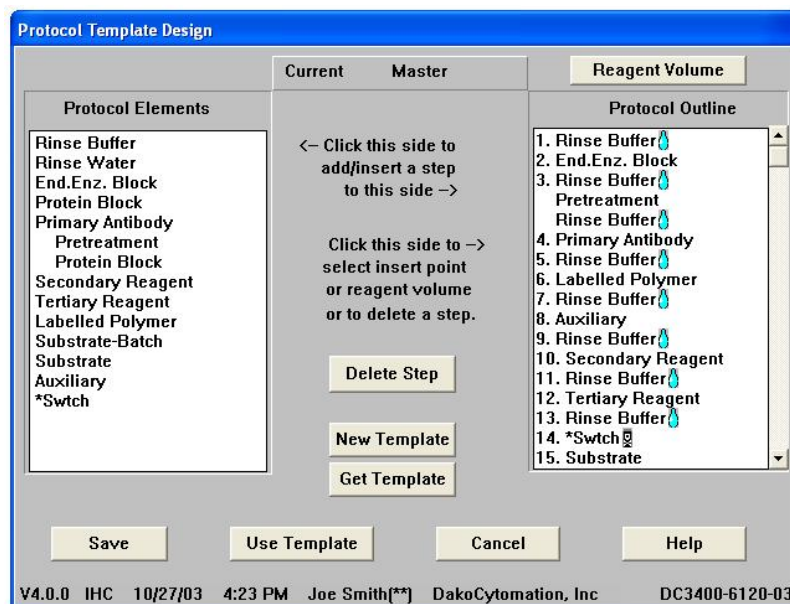 Protocol Template Design
Current Master
Reagent Volume
Protocol Elements
Rinse Buffer
Rinse Water
End.Enz. Block
Protein Block
Primary Antibody
Pretreatment
Protein Block
Secondary Reagent
Tertiary Reagent
Labelled Polymer
Substrate-Batch
Substrate
Auxiliary
*Swtch
<– Click this side to
add/insert a step
to this side –>
Click this side to –>
select insert point
or reagent volume
or to delete a step.
Delete Step
New Template
Get Template
Protocol Outline
1. Rinse Buffer
2. End.Enz. Block
3. Rinse Buffer
Pretreatment
Rinse Buffer
4. Primary Antibody
5. Rinse Buffer
6. Labelled Polymer
7. Rinse Buffer
8. Auxiliary
9. Rinse Buffer
10. Secondary Reagent
11. Rinse Buffer
12. Tertiary Reagent
13. Rinse Buffer
14. *Swtch
15. Substrate
Save
Use Template
Cancel
Help
V4.0.0 IHC 10/27/03 4:23 PM Joe Smith(**) DakoCytomation, Inc DC3400-6120-03